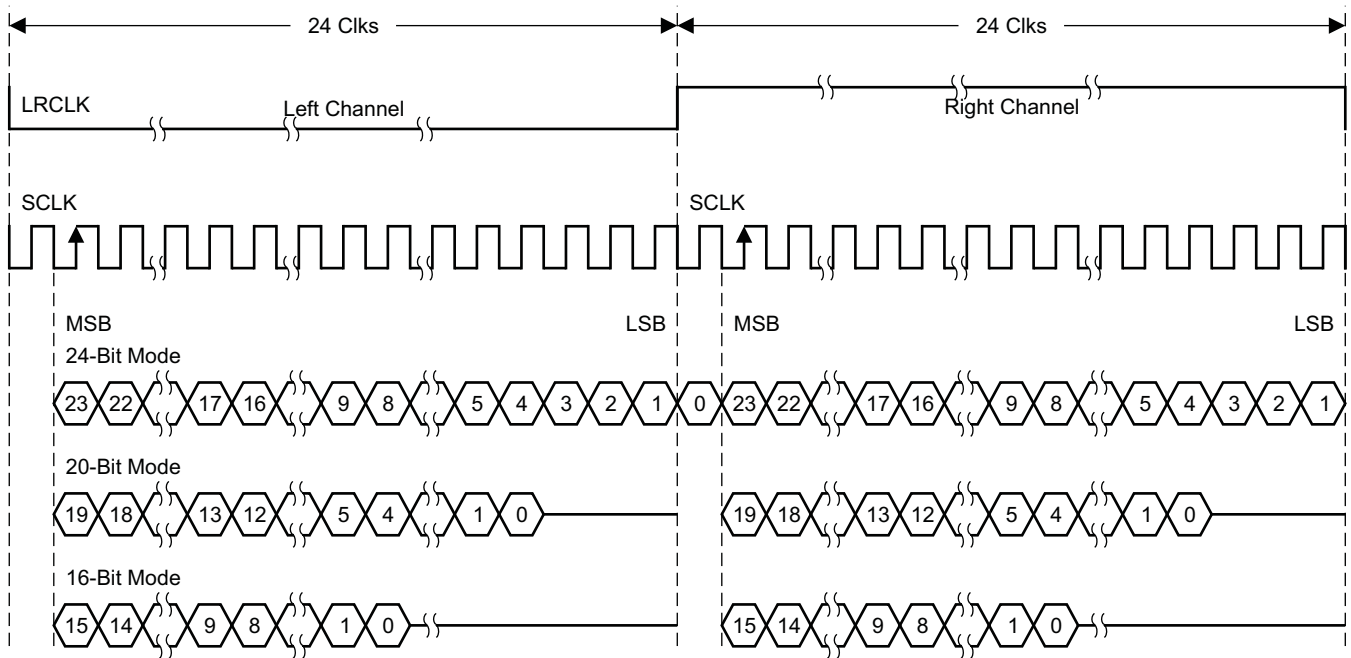 24 Clks 24 Clks
LRCLK Left Channel Right Channel
SCLK SCLK
MSB LSB MSB LSB
24-Bit Mode
23 22 17 16 9 8 5 4 3 2 1 0 23 22 17 16 9 8 5 4 3 2 1
20-Bit Mode
19 18 13 12 5 4 1 0 19 18 13 12 5 4 1 0
16-Bit Mode
15 14 9 8 1 0 15 14 9 8 1 0